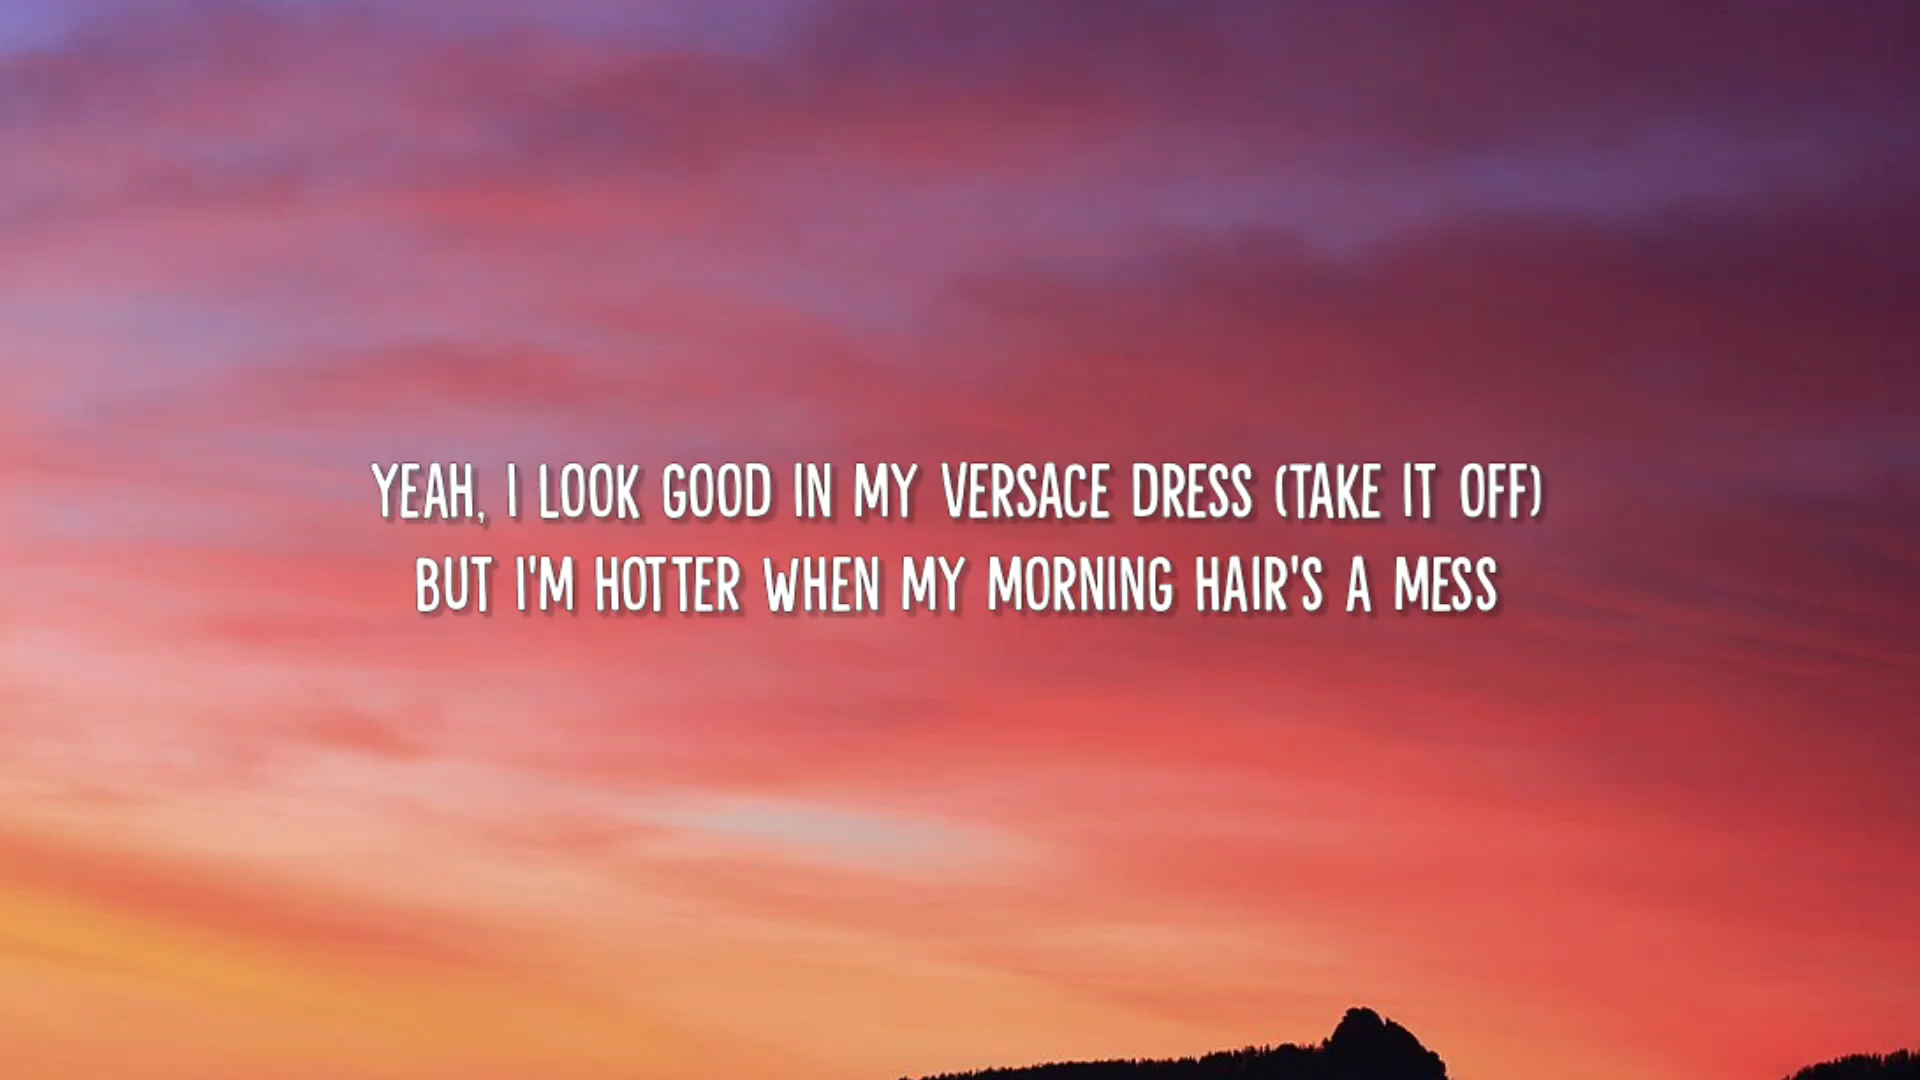 YEAH, I LOOK GOOD IN MY VERSACE DRESS (TAKE IT OFF)
BUT I'M HOTTER WHEN MY MORNING HAIR'S A MESS